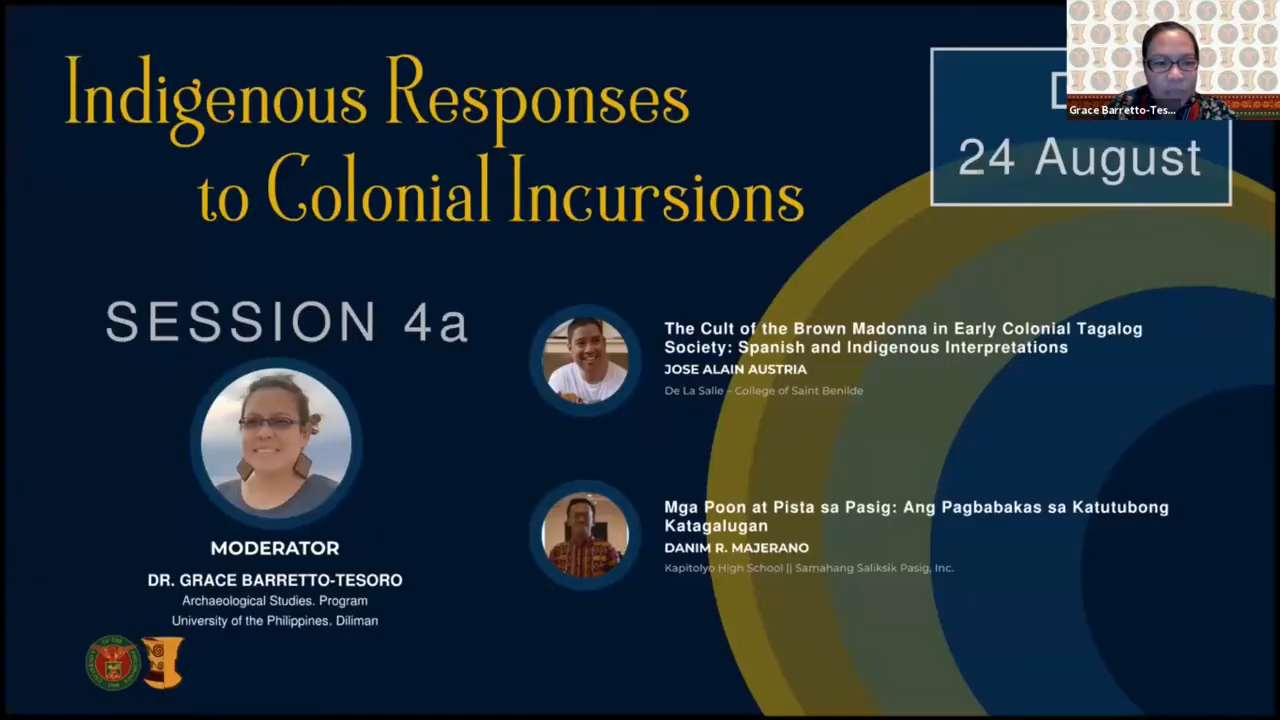 Indigenous Responses
to Colonial Incursions
24 August
Grace Barretto-Tes...
SESSION 4a
MODERATOR
DR. GRACE BARRETTO-TESORO
Archaeological Studies. Program
University of the Philippines. Diliman
The Cult of the Brown Madonna in Early Colonial Tagalog
Society: Spanish and Indigenous Interpretations
JOSE ALAIN AUSTRIA
De La Salle – College of Saint Benilde
Mga Poon at Pista sa Pasig: Ang Pagbabakas sa Katutubong
Katagalugan
DANIM R. MAJERANO
Kapitolyo High School || Samahang Saliksik Pasig, Inc.